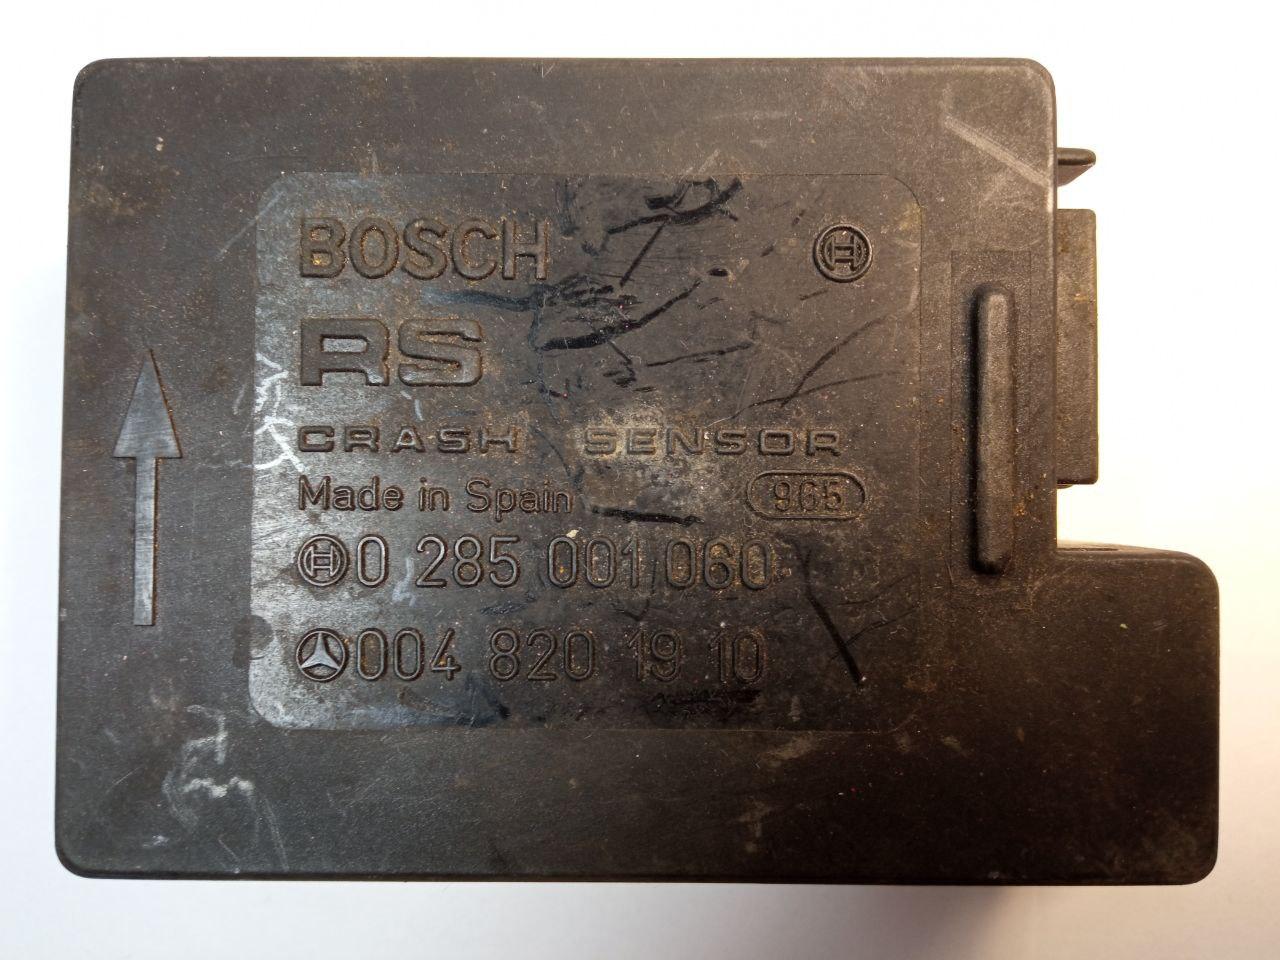 BOSCH
RS
CRASH SENSOR
Made in Spain 965
0 285 001 060
004 820 19 10